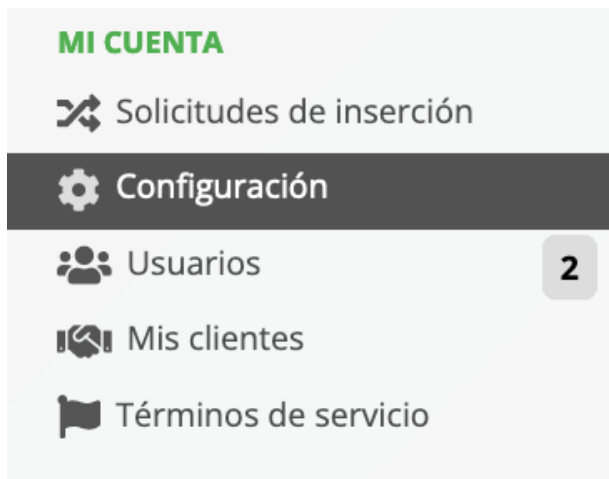 MI CUENTA
Solicitudes de inserción
Configuración
Usuarios 2
Mis clientes
Términos de servicio